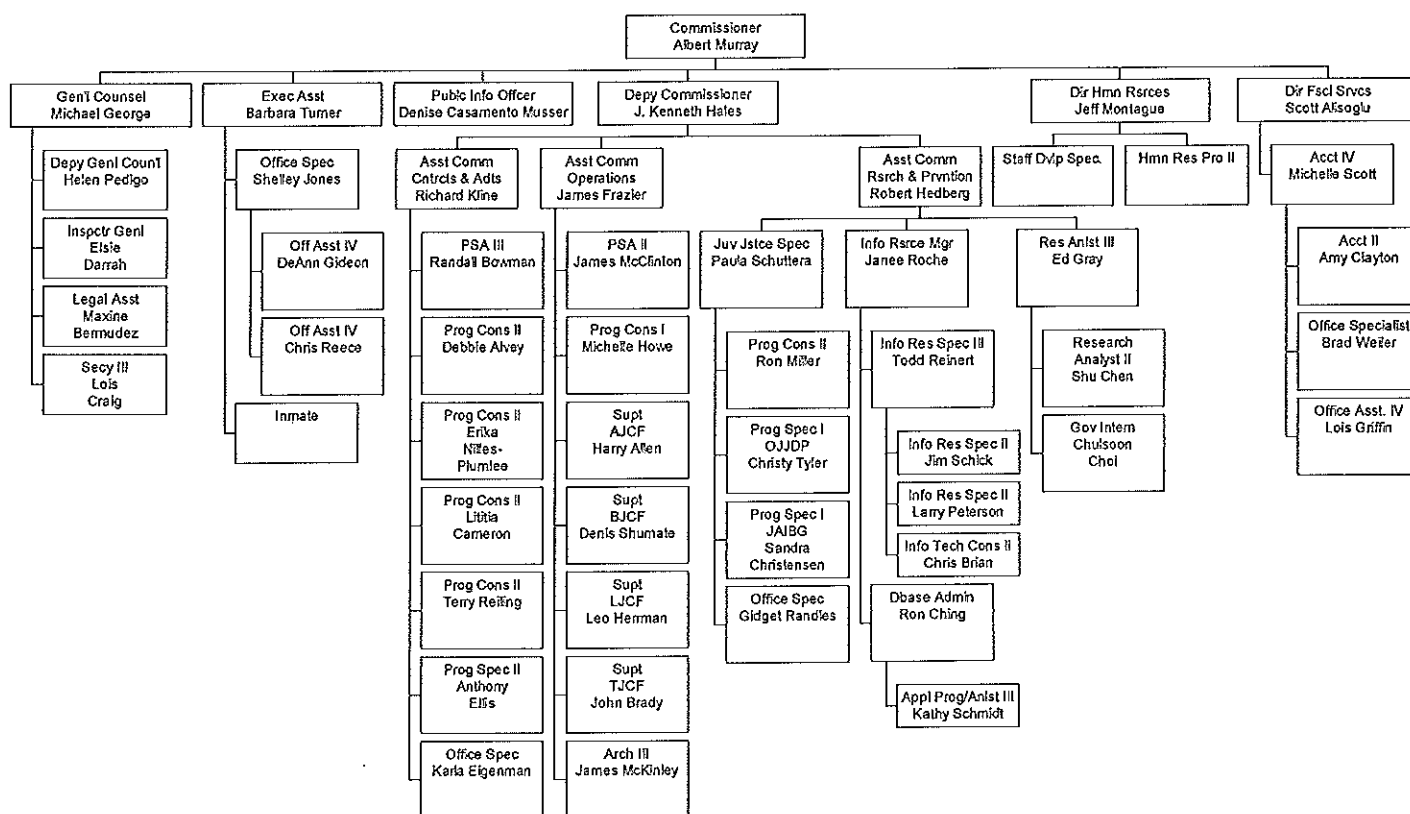 Commissioner
Albert Murray
Gen'l Counsel
Michael George
Exec Asst
Barbara Turner
Public Info Offcer
Denise Casamento Musser
Depy Commissioner
J. Kenneth Hales
Dir Hmn Rsrces
Jeff Montague
Dir Fscl Srvcs
Scott Alisoglu
Depy Genl Coun'l
Helen Pedigo
Inspctr Genl
Elsie
Darrah
Legal Asst
Maxine
Bermudez
Secy III
Lois
Craig
Office Spec
Shelley Jones
Off Asst IV
DeAnn Gideon
Off Asst IV
Chris Reece
Inmate
Asst Comm
Cntrcls & Adts
Richard Kline
PSA III
Randall Bowman
Prog Cons II
Debbie Alvey
Prog Cons II
Erika
Nilles-
Plumlee
Prog Cons II
Lititia
Cameron
Prog Cons II
Terry Reiling
Prog Spec II
Anthony
Ellis
Office Spec
Karla Eigenman
Asst Comm
Operations
James Frazier
PSA II
James McClinton
Prog Cons I
Michelle Howe
Supt
AJCF
Harry Allen
Supt
BJCF
Denis Shumate
Supt
LJCF
Leo Herrman
Supt
TJCF
John Brady
Arch III
James McKinley
Asst Comm
Rsrch & Prvntion
Robert Hedberg
Juv Jstce Spec
Paula Schuttera
Prog Cons II
Ron Miller
Prog Spec I
OJJDP
Christy Tyler
Prog Spec I
JAIBG
Sandra
Christensen
Office Spec
Gidget Randles
Info Rsrce Mgr
Janee Roche
Info Res Spec III
Todd Reinert
Info Res Spec II
Jim Schick
Info Res Spec II
Larry Peterson
Info Tech Cons II
Chris Brian
Dbase Admin
Ron Ching
Appl Prog/Anlst III
Kathy Schmidt
Res Anlst III
Ed Gray
Research
Analyst II
Shu Chen
Gov Intern
Chulsoon
Choi
Staff Dvlp Spec.
Hmn Res Pro II
Acct IV
Michelle Scott
Acct II
Amy Clayton
Office Specialist
Brad Weller
Office Asst. IV
Lois Griffin